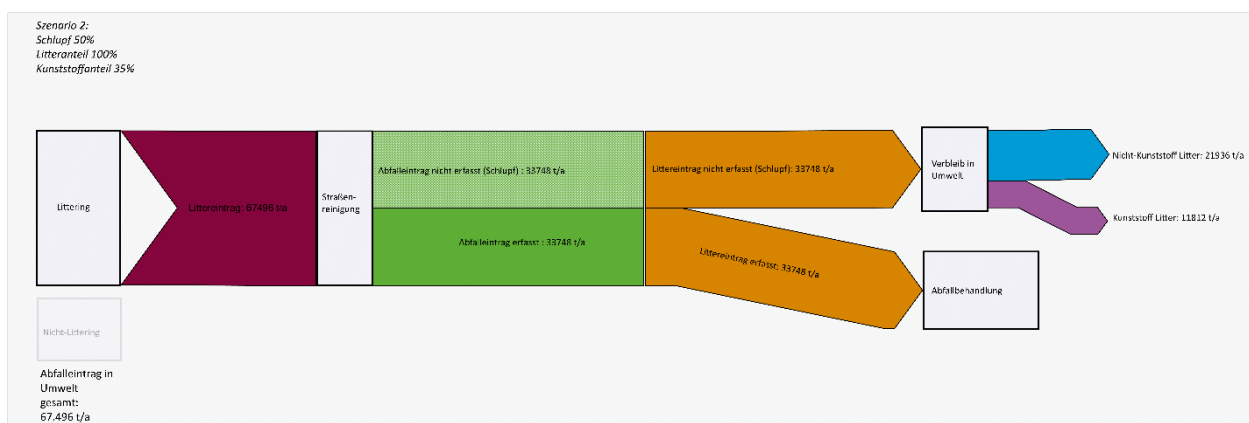 Szenario 2:
Schlupf 50%
Litteranteil 100%
Kunststoffanteil 35%
Littering
Littereintrag: 67496 t/a
Straßen-
reinigung
Abfalleintrag nicht erfasst (Schlupf) : 33748 t/a
Abfalleintrag erfasst : 33748 t/a
Littereintrag nicht erfasst (Schlupf): 33748 t/a
Littereintrag erfasst: 33748 t/a
Verbleib in
Umwelt
Nicht-Kunststoff Litter: 21936 t/a
Kunststoff Litter: 11812 t/a
Abfallbehandlung
Nicht-Littering
Abfalleintrag in
Umwelt
gesamt:
67.496 t/a